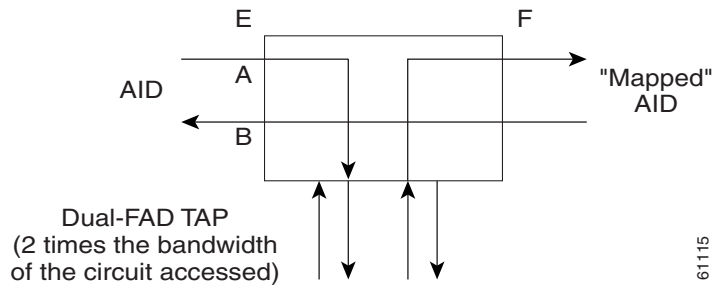 E
F
A
AID
"Mapped"
AID
B
Dual-FAD TAP
(2 times the bandwidth
of the circuit accessed)
61115